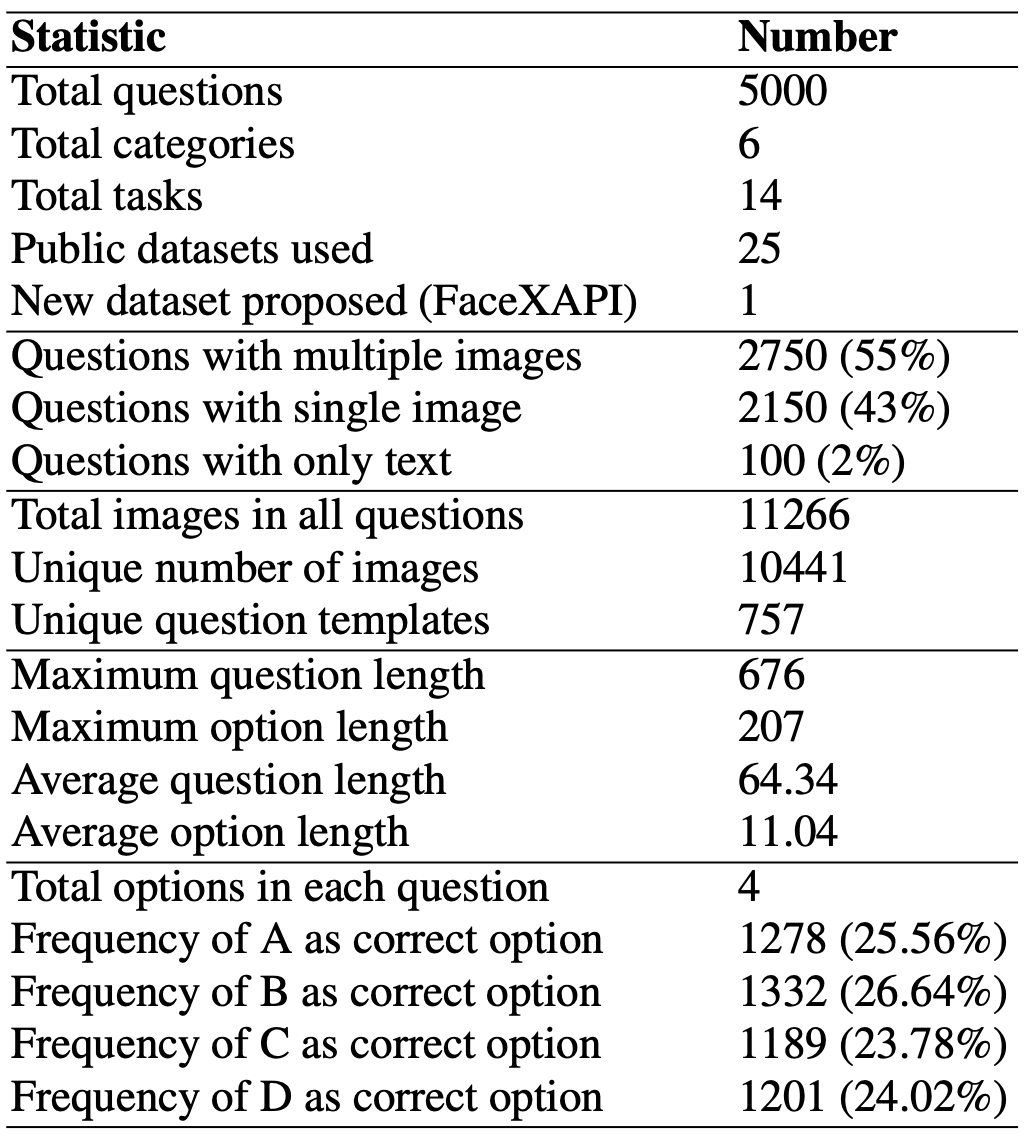 Statistic Number
Total questions 5000
Total categories 6
Total tasks 14
Public datasets used 25
New dataset proposed (FaceXAPI) 1
Questions with multiple images 2750 (55%)
Questions with single image 2150 (43%)
Questions with only text 100 (2%)
Total images in all questions 11266
Unique number of images 10441
Unique question templates 757
Maximum question length 676
Maximum option length 207
Average question length 64.34
Average option length 11.04
Total options in each question 4
Frequency of A as correct option 1278 (25.56%)
Frequency of B as correct option 1332 (26.64%)
Frequency of C as correct option 1189 (23.78%)
Frequency of D as correct option 1201 (24.02%)